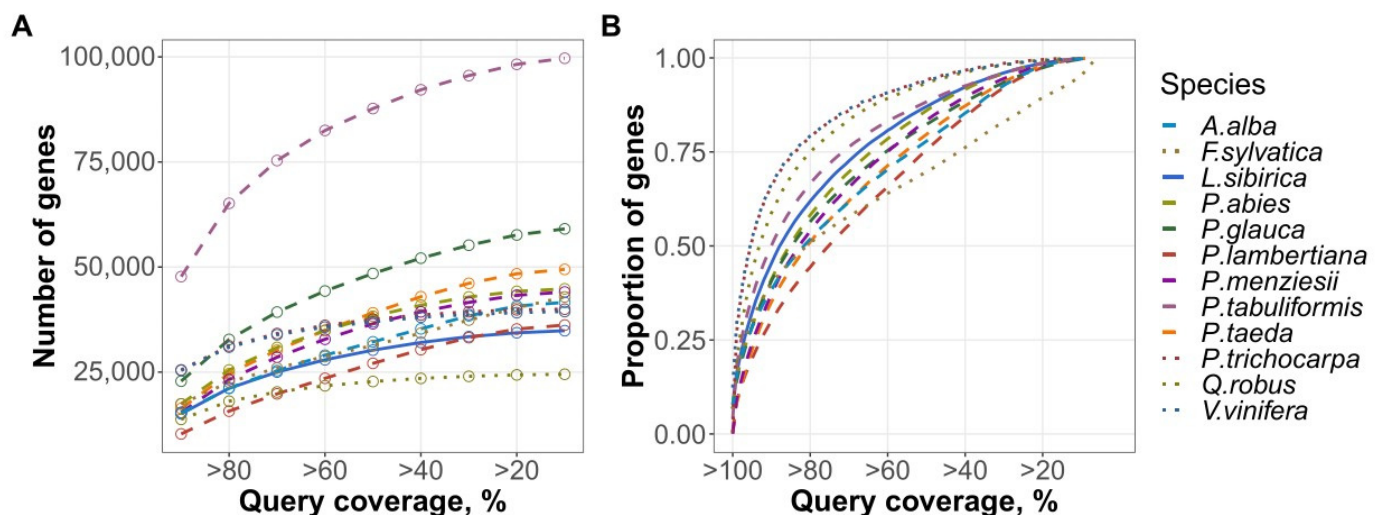 A
Number of genes
100,000
75,000
50,000
25,000
>80 >60 >40 >20
Query coverage, %
B
Proportion of genes
1.00
0.75
0.50
0.25
0.00
>100 >80 >60 >40 >20
Query coverage, %
Species
A.alba
F.sylvatica
L.sibirica
P.abies
P.glauca
P.lambertiana
P.menziesii
P.tabuliformis
P.taeda
P.trichocarpa
Q.robus
V.vinifera